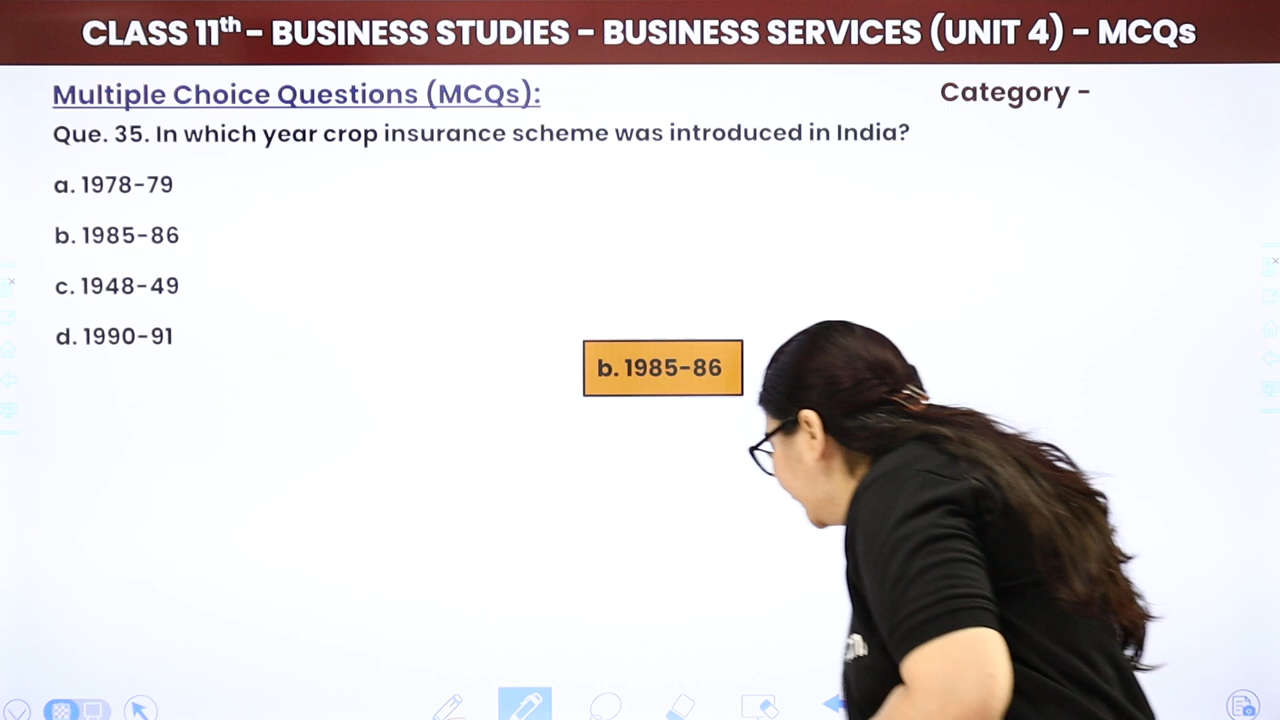 CLASS 11th - BUSINESS STUDIES - BUSINESS SERVICES (UNIT 4) - MCQs
Multiple Choice Questions (MCQs):
Category -
Que. 35. In which year crop insurance scheme was introduced in India?
a. 1978-79
b. 1985-86
c. 1948-49
d. 1990-91
b. 1985-86